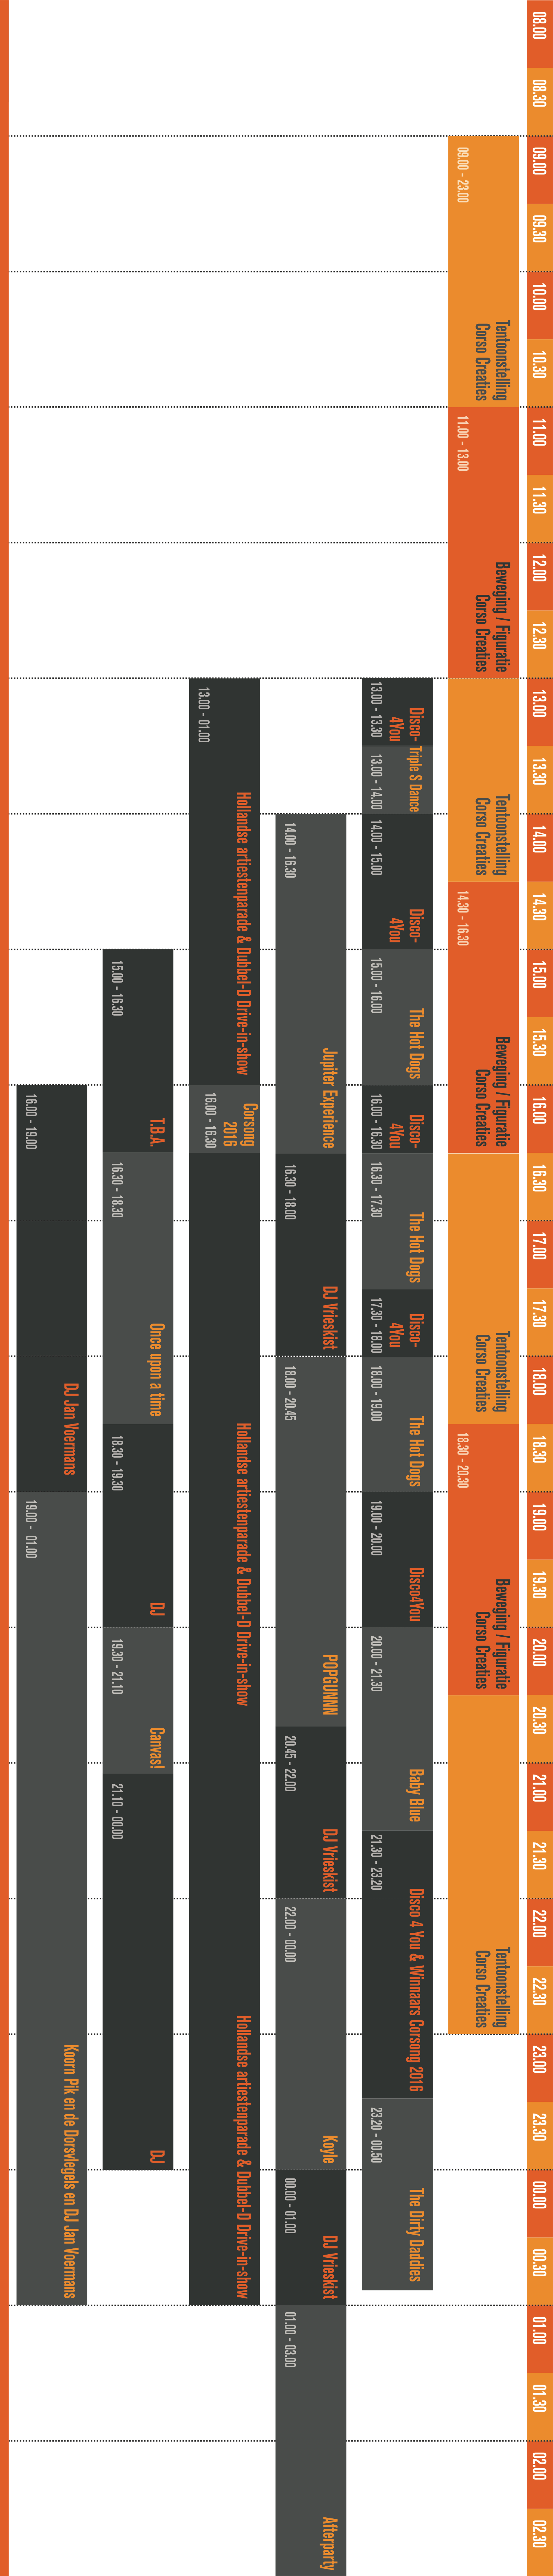 08.00
08.30
09.00
09.30
10.00
10.30
11.00
11.30
12.00
12.30
13.00
13.30
14.00
14.30
15.00
15.30
16.00
16.30
17.00
17.30
18.00
18.30
19.00
19.30
20.00
20.30
21.00
21.30
22.00
22.30
23.00
23.30
00.00
00.30
01.00
01.30
02.00
02.30
Tentoonstelling
Corso Creaties
09.00 - 23.00
Beweging / Figuratie
Corso Creaties
11.00 - 13.00
Tentoonstelling
Corso Creaties
Beweging / Figuratie
Corso Creaties
14.30 - 16.30
Tentoonstelling
Corso Creaties
Beweging / Figuratie
Corso Creaties
18.30 - 20.30
Tentoonstelling
Corso Creaties
Disco-
4You
13.00 - 13.30
Triple S Dance
13.00 - 14.00
Disco-
4You
14.00 - 15.00
The Hot Dogs
15.00 - 16.00
Disco-
4You
16.00 - 16.30
The Hot Dogs
16.30 - 17.30
Disco-
4You
17.30 - 18.00
The Hot Dogs
18.00 - 19.00
Disco4You
19.00 - 20.00
Baby Blue
20.00 - 21.30
Disco 4 You & Winnaars Corsong 2016
21.30 - 23.20
The Dirty Daddies
23.20 - 00.50
Jupiter Experience
14.00 - 16.30
DJ Vrieskist
16.30 - 18.00
POPGUNNN
18.00 - 20.45
DJ Vrieskist
20.45 - 22.00
Koyle
22.00 - 00.00
DJ Vrieskist
00.00 - 01.00
Afterparty
01.00 - 03.00
Hollandse artiestenparade & Dubbel-D Drive-in-show
13.00 - 01.00
Corsong
2016
16.00 - 16.30
Hollandse artiestenparade & Dubbel-D Drive-in-show
Hollandse artiestenparade & Dubbel-D Drive-in-show
T.B.A.
15.00 - 16.30
Once upon a time
16.30 - 18.30
DJ
18.30 - 19.30
Canvas!
19.30 - 21.10
DJ
21.10 - 00.00
DJ Jan Voermans
16.00 - 19.00
Koorn Pik en de Dorsvlegels en DJ Jan Voermans
19.00 - 01.00